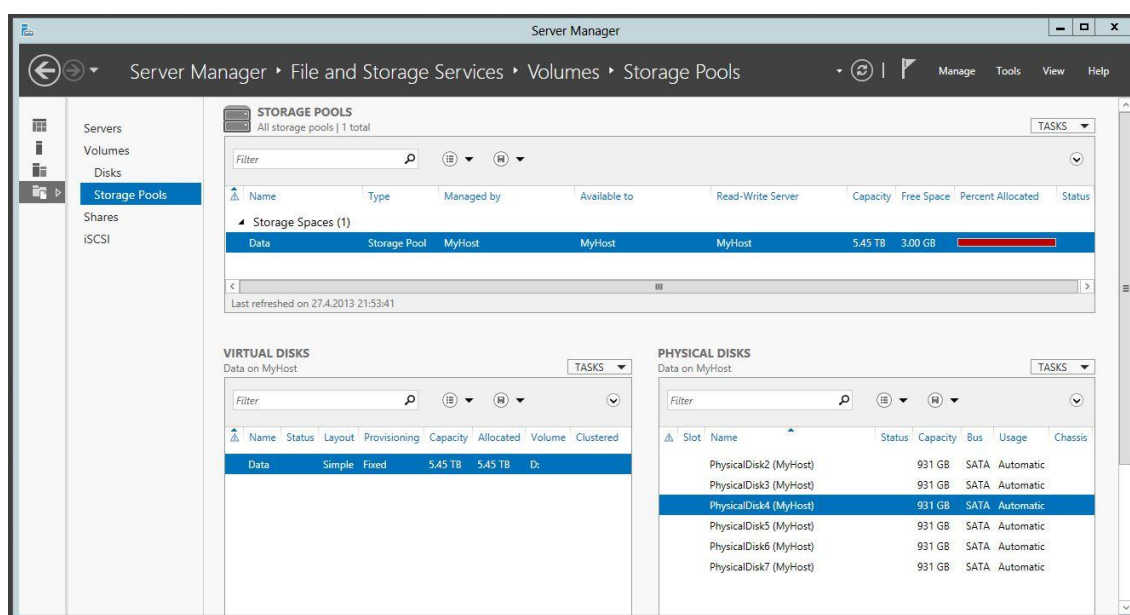 Server Manager
Server Manager ‣ File and Storage Services ‣ Volumes ‣ Storage Pools
Manage Tools View Help
Servers
Volumes
Disks
Storage Pools
Shares
iSCSI
STORAGE POOLS
All storage pools | 1 total
TASKS
Filter
Name Type Managed by Available to Read-Write Server Capacity Free Space Percent Allocated Status
Storage Spaces (1)
Data Storage Pool MyHost MyHost MyHost 5.45 TB 3.00 GB
Last refreshed on 27.4.2013 21:53:41
VIRTUAL DISKS
Data on MyHost
TASKS
Filter
Name Status Layout Provisioning Capacity Allocated Volume Clustered
Data Simple Fixed 5.45 TB 5.45 TB D:
PHYSICAL DISKS
Data on MyHost
TASKS
Filter
Slot Name Status Capacity Bus Usage Chassis
PhysicalDisk2 (MyHost) 931 GB SATA Automatic
PhysicalDisk3 (MyHost) 931 GB SATA Automatic
PhysicalDisk4 (MyHost) 931 GB SATA Automatic
PhysicalDisk5 (MyHost) 931 GB SATA Automatic
PhysicalDisk6 (MyHost) 931 GB SATA Automatic
PhysicalDisk7 (MyHost) 931 GB SATA Automatic